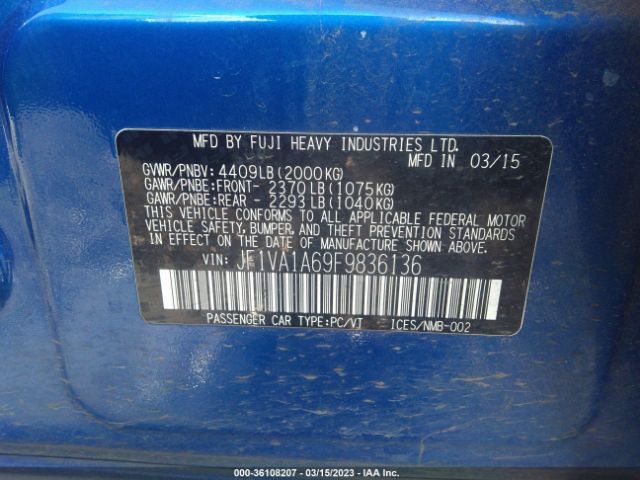 MFD BY FUJI HEAVY INDUSTRIES LTD.
MFD IN 03/15
GVWR/PNBV: 4409LB(2000KG)
GAWR/PNBE:FRONT- 2370LB(1075KG)
GAWR/PNBE:REAR - 2293LB(1040KG)
THIS VEHICLE CONFORMS TO ALL APPLICABLE FEDERAL MOTOR
VEHICLE SAFETY, BUMPER, AND THEFT PREVENTION STANDARDS
IN EFFECT ON THE DATE OF MANUFACTURE SHOWN ABOVE.
VIN: JF1VA1A69F9836136
PASSENGER CAR TYPE:PC/VT ICES/NMB-002
000-36108207 - 03/15/2023 - IAA Inc.